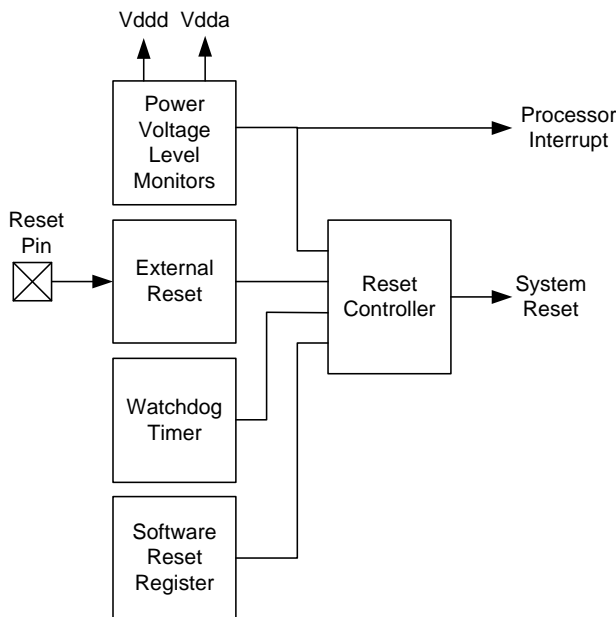 Vddd
Vdda
Power
Voltage
Level
Monitors
Processor
Interrupt
Reset
Pin
External
Reset
Reset
Controller
System
Reset
Watchdog
Timer
Software
Reset
Register